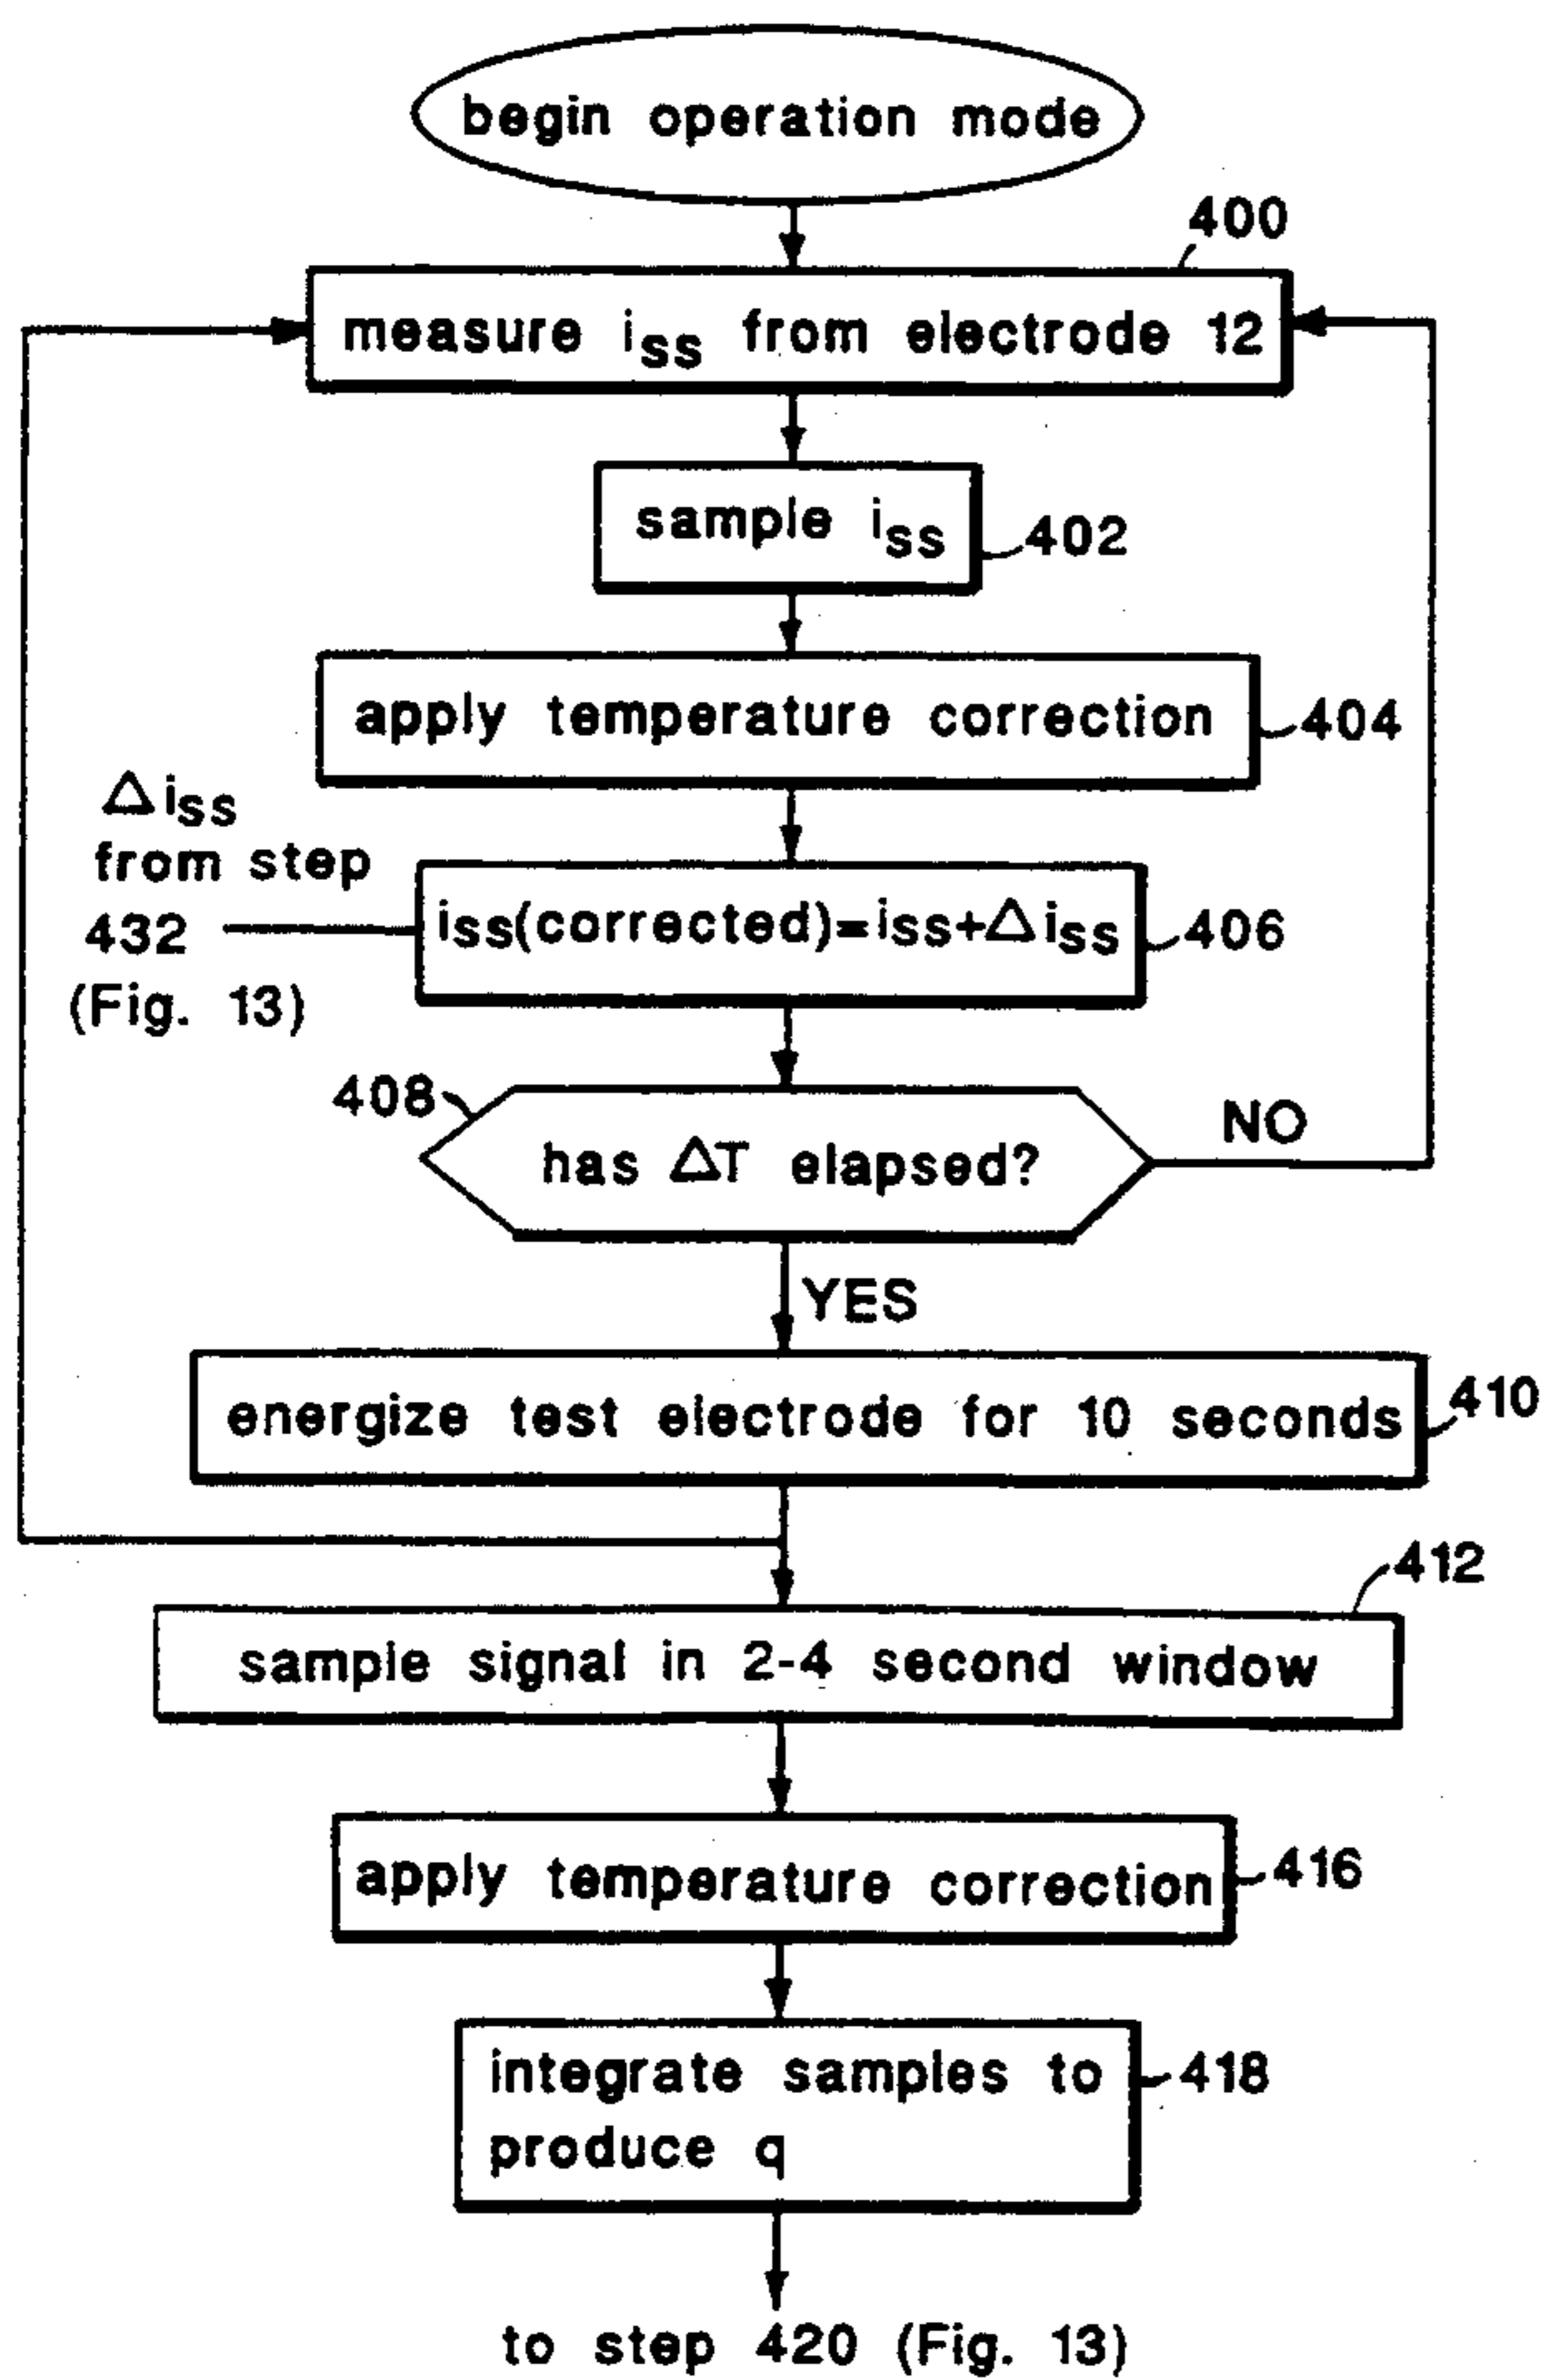 begin operation mode
400
measure iss from electrode 12
sample iss
402
apply temperature correction
404
Δiss
from step
432
(Fig. 13)
iss(corrected)=iss+Δiss
406
408
has ΔT elapsed?
NO
YES
energize test electrode for 10 seconds
410
412
sample signal in 2-4 second window
apply temperature correction
416
integrate samples to
produce q
418
to step 420 (Fig. 13)